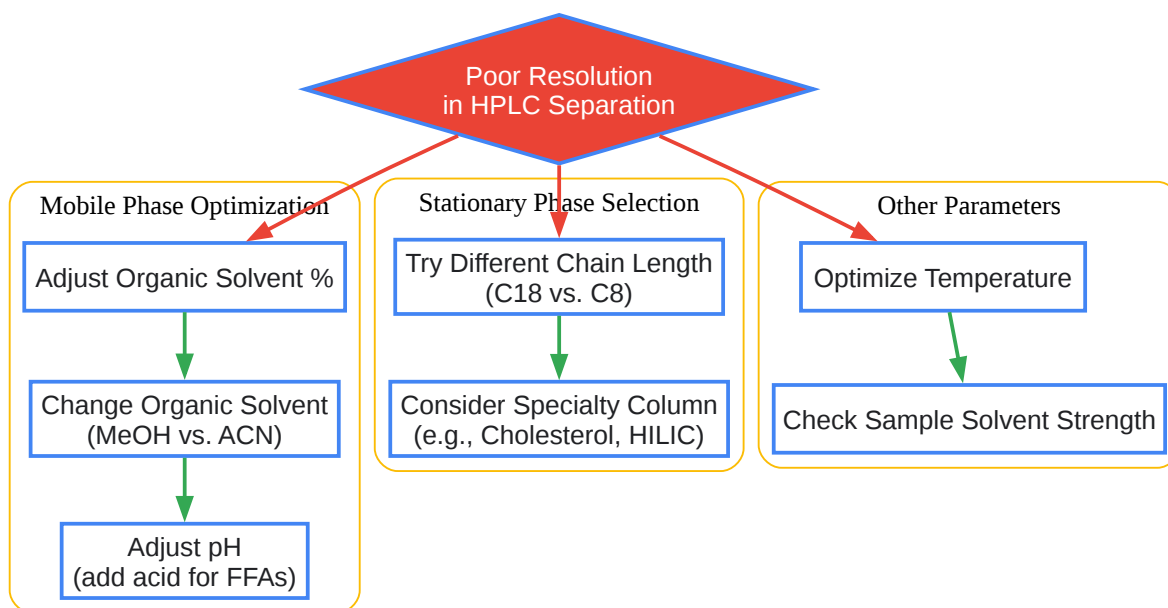 Poor Resolution
in HPLC Separation
Mobile Phase Optimization
Adjust Organic Solvent %
Change Organic Solvent
(MeOH vs. ACN)
Adjust pH
(add acid for FFAs)
Stationary Phase Selection
Try Different Chain Length
(C18 vs. C8)
Consider Specialty Column
(e.g., Cholesterol, HILIC)
Other Parameters
Optimize Temperature
Check Sample Solvent Strength